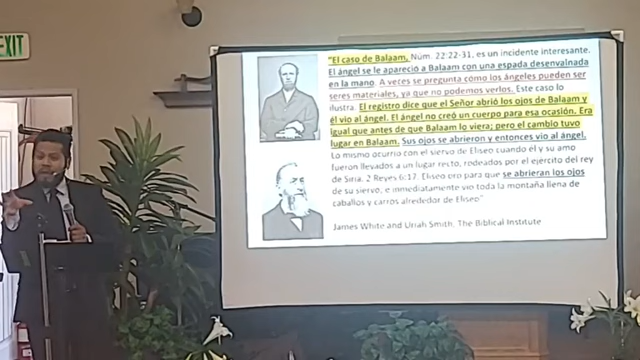 EXIT
"El caso de Balaam, Núm. 22:22-31, es un incidente interesante.
El ángel se le apareció a Balaam con una espada desenvainada
en la mano. A veces se pregunta cómo los ángeles pueden ser
seres materiales, ya que no podemos verlos. Este caso lo
ilustra. El registro dice que el Señor abrió los ojos de Balaam y
él vio al ángel. El ángel no creó un cuerpo para esa ocasión. Era
igual que antes de que Balaam lo viera; pero el cambio tuvo
lugar en Balaam. Sus ojos se abrieron y entonces vio al ángel.
Lo mismo ocurrió con el siervo de Eliseo cuando él y su amo
fueron llevados a un lugar recto, rodeados por el ejército del rey
de Siria. 2 Reyes 6:17. Eliseo oro para que se abrieran los ojos
de su siervo, e inmediatamente vio toda la montaña llena de
caballos y carros alrededor de Eliseo"
James White and Uriah Smith, The Biblical Institute